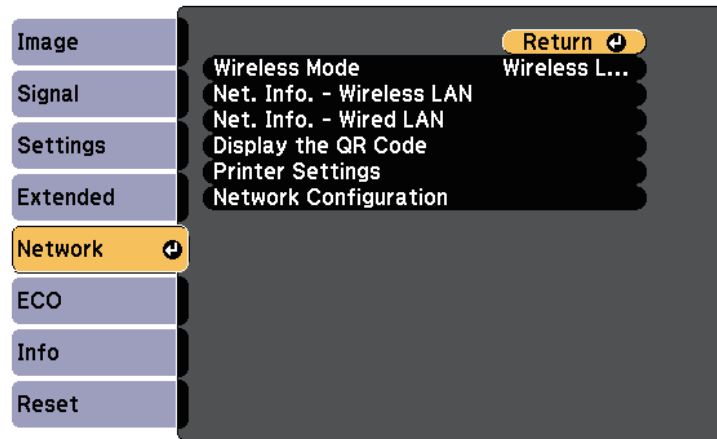 Image
Signal
Settings
Extended
Network
ECO
Info
Reset
Return
Wireless Mode Wireless L...
Net. Info. - Wireless LAN
Net. Info. - Wired LAN
Display the QR Code
Printer Settings
Network Configuration